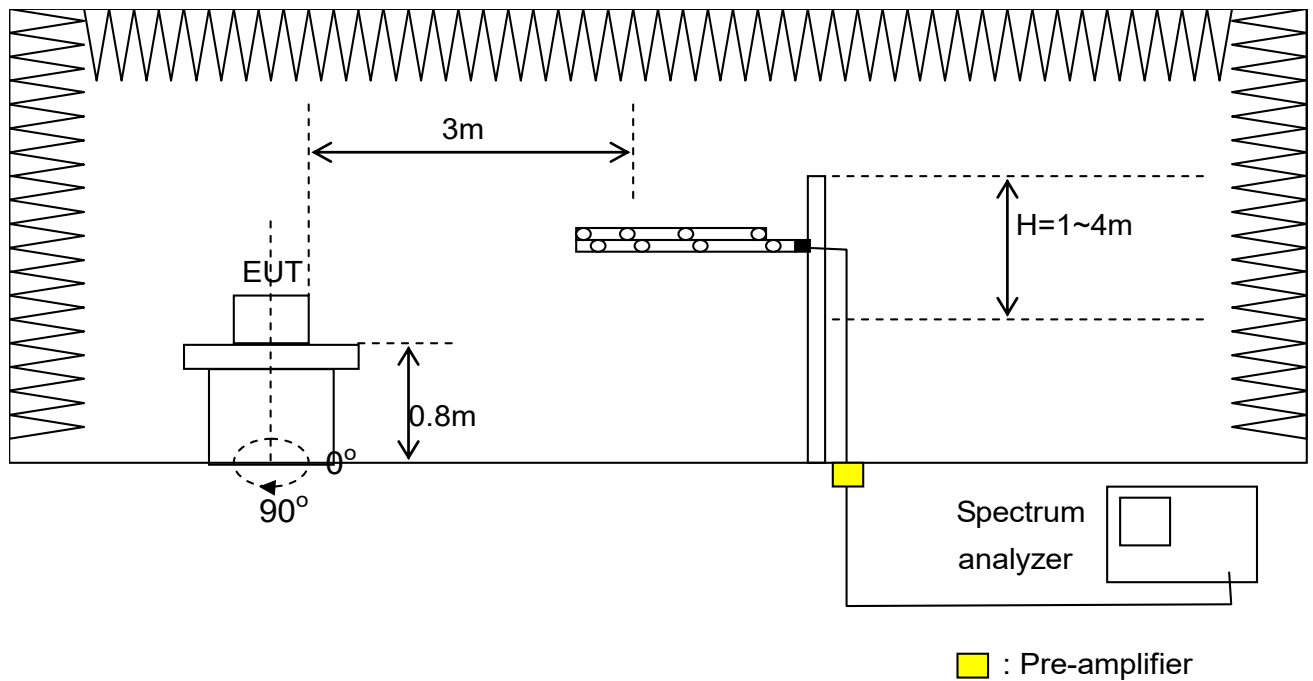 3m
H=1~4m
EUT
0.8m
0°
90°
Spectrum
analyzer
: Pre-amplifier